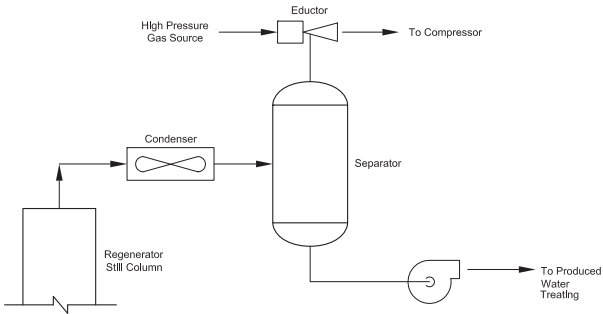 Eductor
High Pressure
Gas Source
To Compressor
Condenser
Separator
Regenerator
Still Column
To Produced
Water
Treating